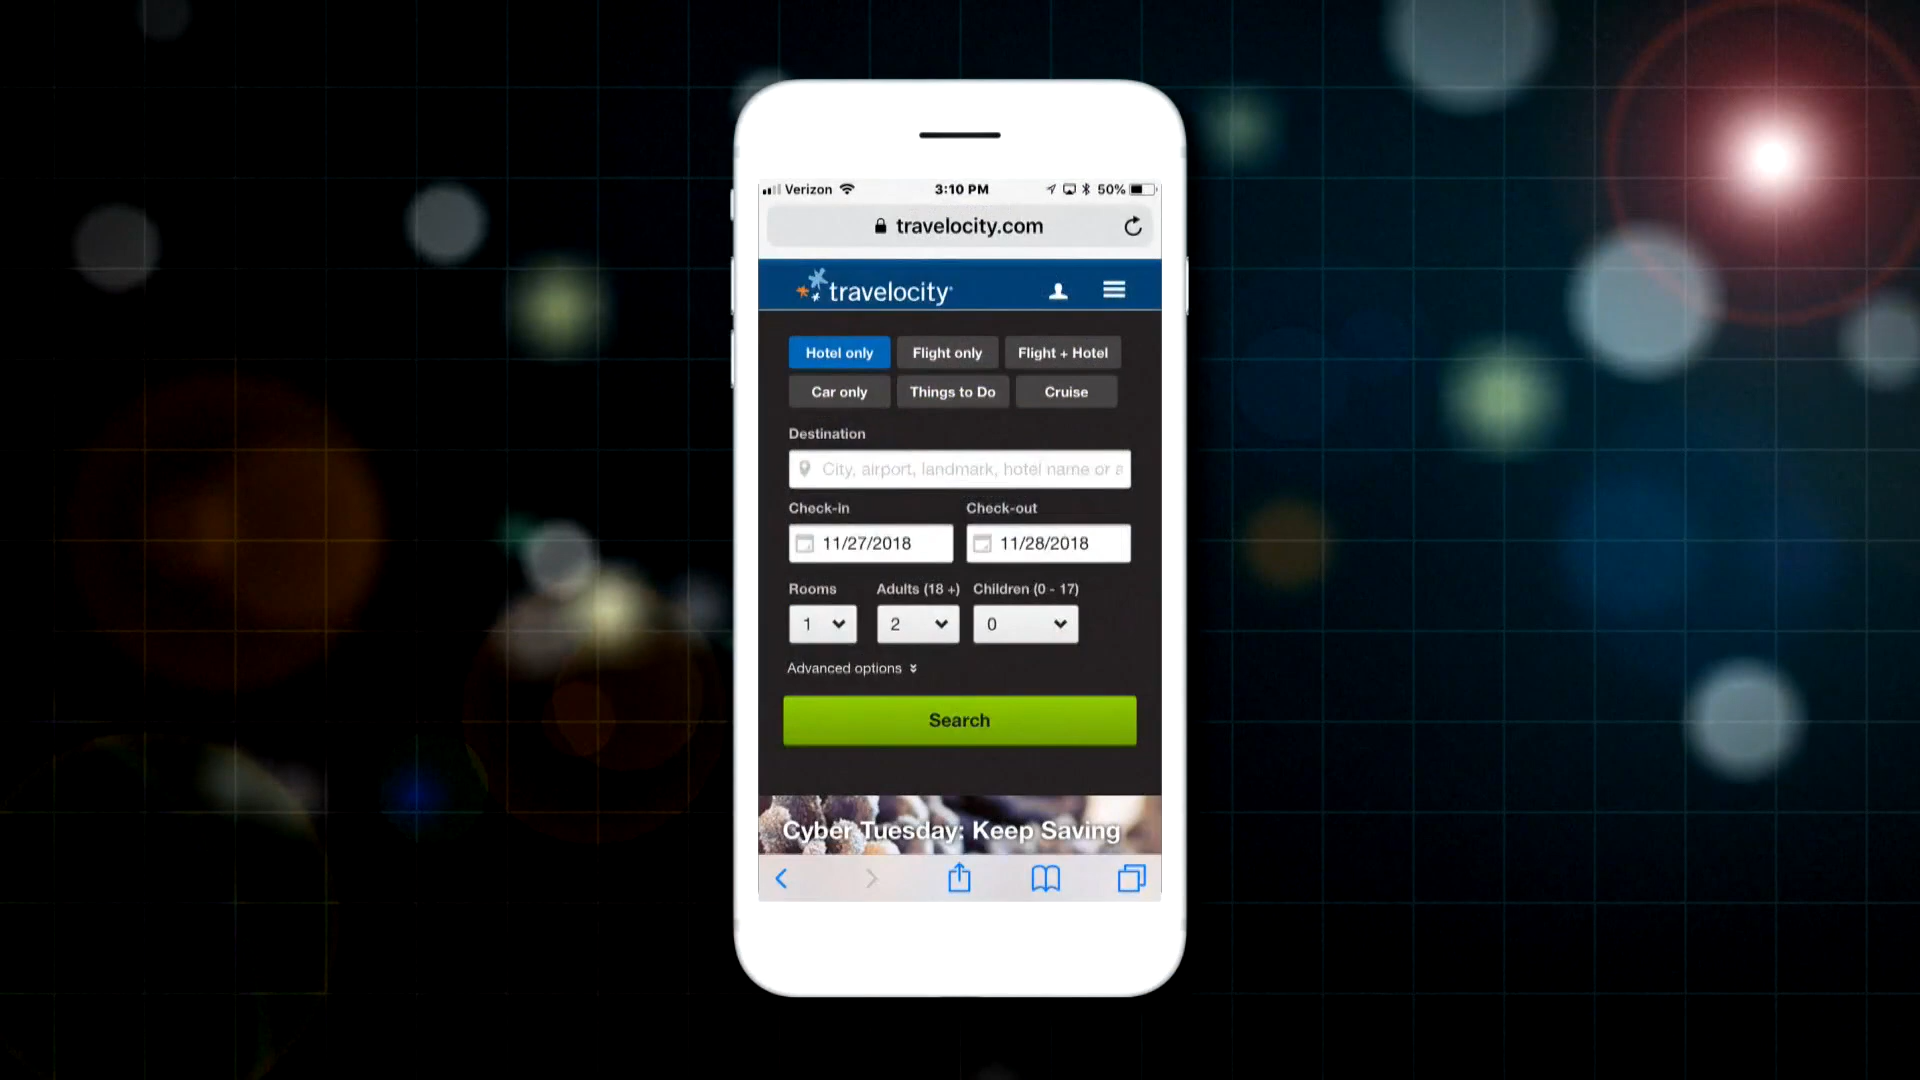 Verizon 3:10 PM 50%
travelocity.com
travelocity
Hotel only Flight only Flight + Hotel
Car only Things to Do Cruise
Destination
City, airport, landmark, hotel name or a
Check-in Check-out
11/27/2018 11/28/2018
Rooms Adults (18 +) Children (0 - 17)
1 2 0
Advanced options
Search
Cyber Tuesday: Keep Saving